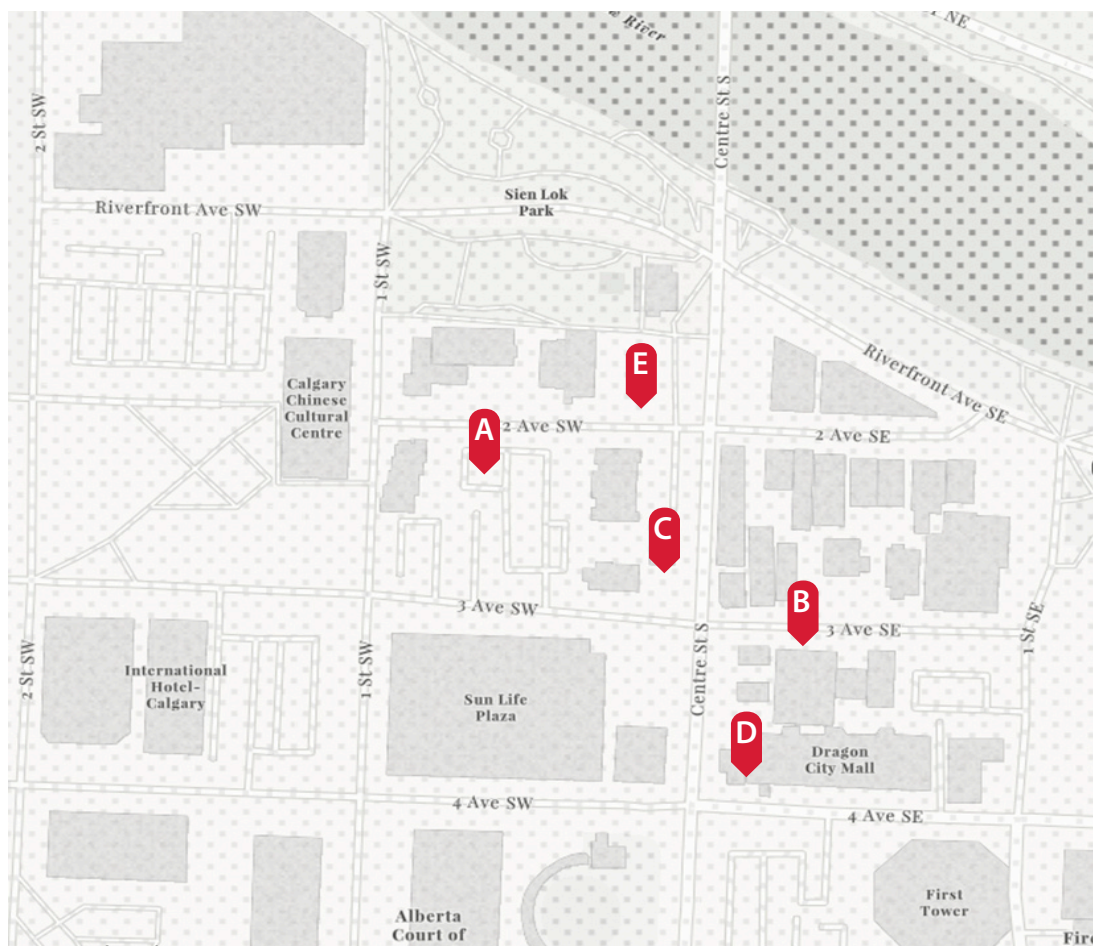 River
NE
2 St SW
Centre St S
Sien Lok
Park
Riverfront Ave SW
1 St SW
E
Riverfront Ave SE
Calgary
Chinese
Cultural
Centre
A
2 Ave SW
2 Ave SE
C
B
3 Ave SW
3 Ave SE
1 St SE
2 St SW
International
Hotel-
Calgary
1 St SW
Sun Life
Plaza
Centre St S
D
Dragon
City Mall
4 Ave SW
4 Ave SE
First
Tower
Alberta
Court of